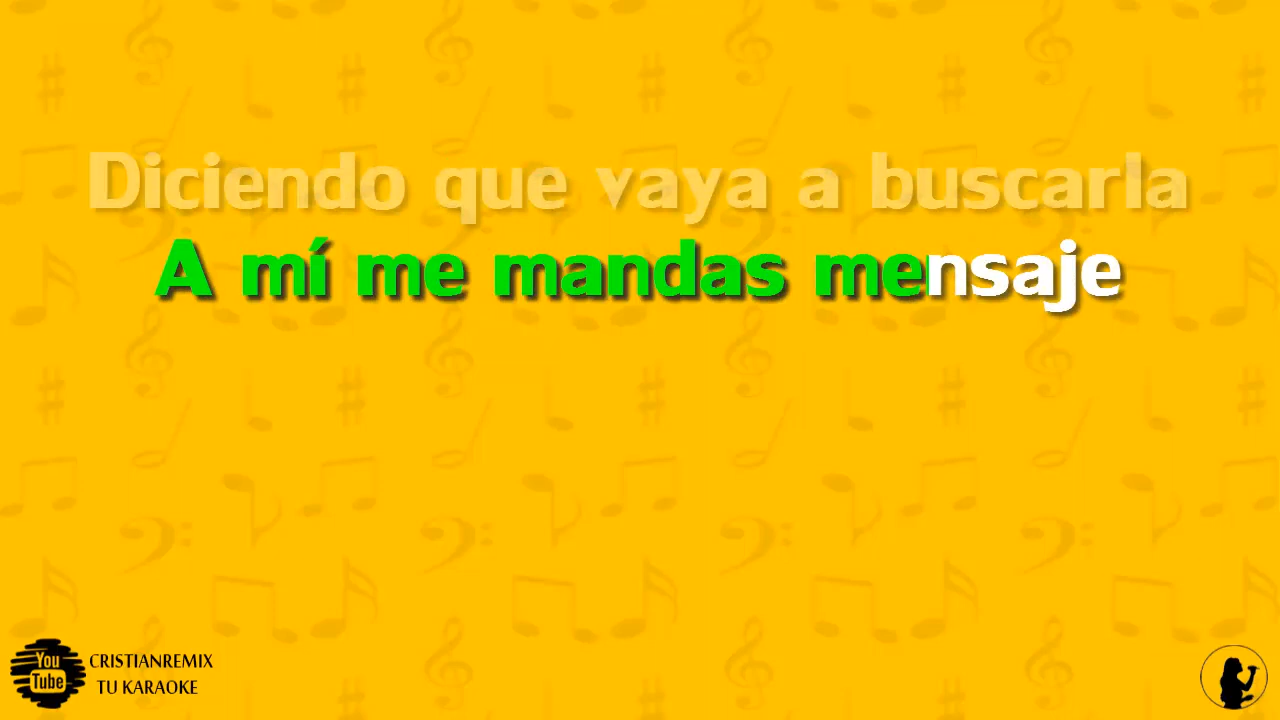 Diciendo que vaya a buscarla
A mí me mandas mensaje
You
Tube
CRISTIANREMIX
TU KARAOKE